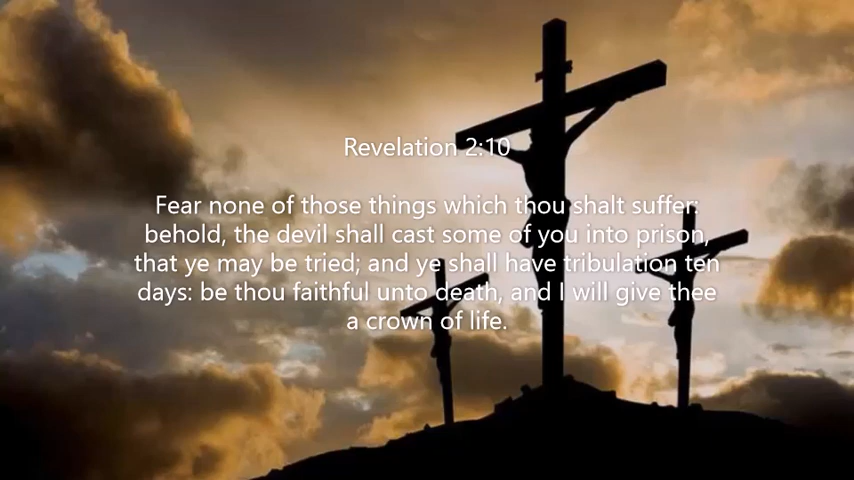 Revelation 2:10
Fear none of those things which thou shalt suffer:
behold, the devil shall cast some of you into prison,
that ye may be tried; and ye shall have tribulation ten
days: be thou faithful unto death, and I will give thee
a crown of life.